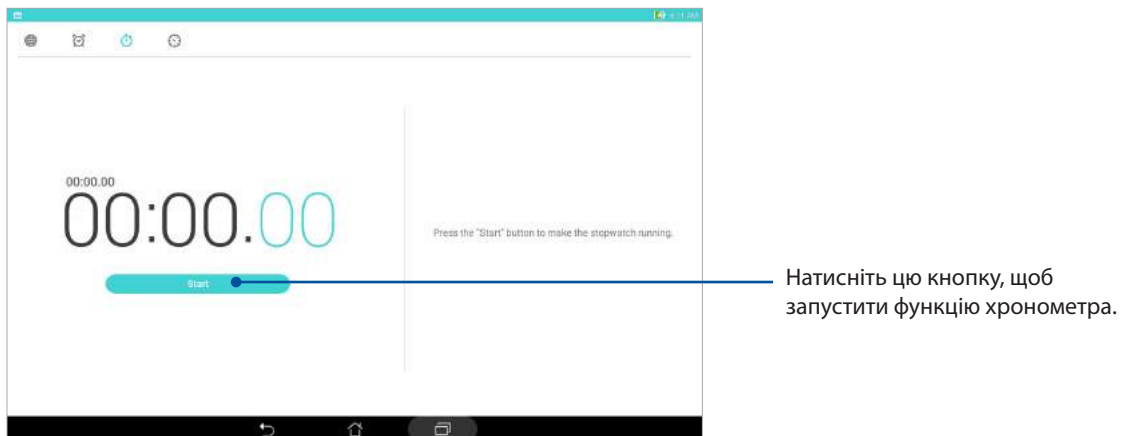 00:00.00
00:00.00
Start
Press the "Start" button to make the stopwatch running.
Натисніть цю кнопку, щоб
запустити функцію хронометра.